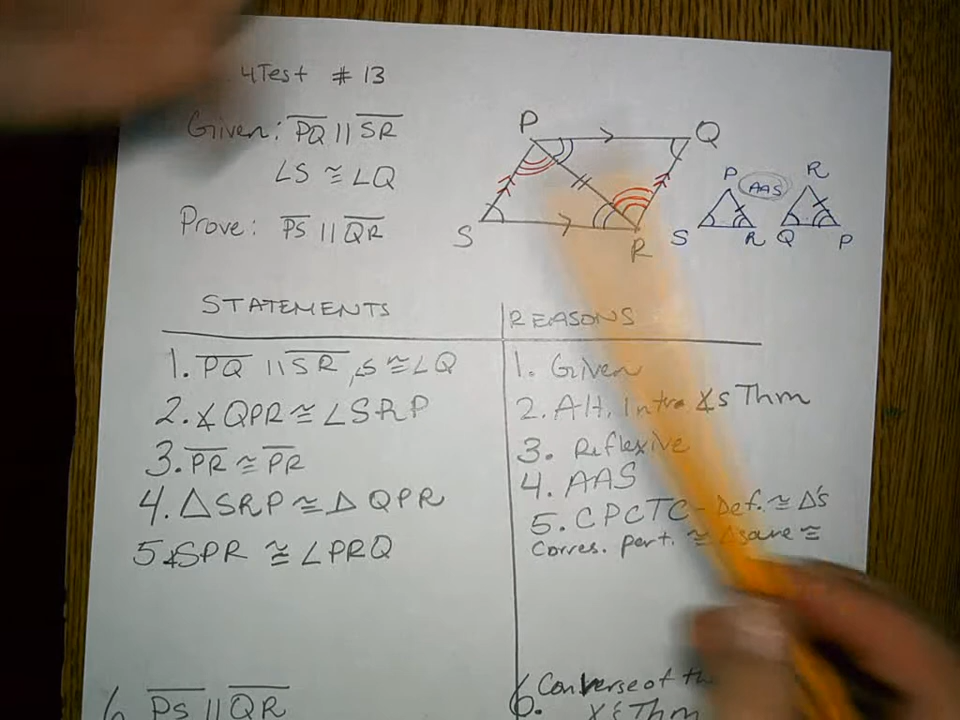 4Test # 13
Given: PQ || SR
∠S ≅ ∠Q
Prove: PS || QR
P
Q
S
R
P
AAS
R
S
R
Q
P
STATEMENTS
REASONS
1. PQ || SR, ∠S ≅ ∠Q
1. Given
2. ∡QPR ≅ ∠SRP
2. Alt. Intr ∡s Thm
3. PR ≅ PR
3. Reflexive
4. △SRP ≅ △QPR
4. AAS
5. ∡SPR ≅ ∠PRQ
5. CPCTC - Def. ≅ △'s
Corres. part. ≅ △s are ≅
6 PS || QR
6. Converse of
Thm